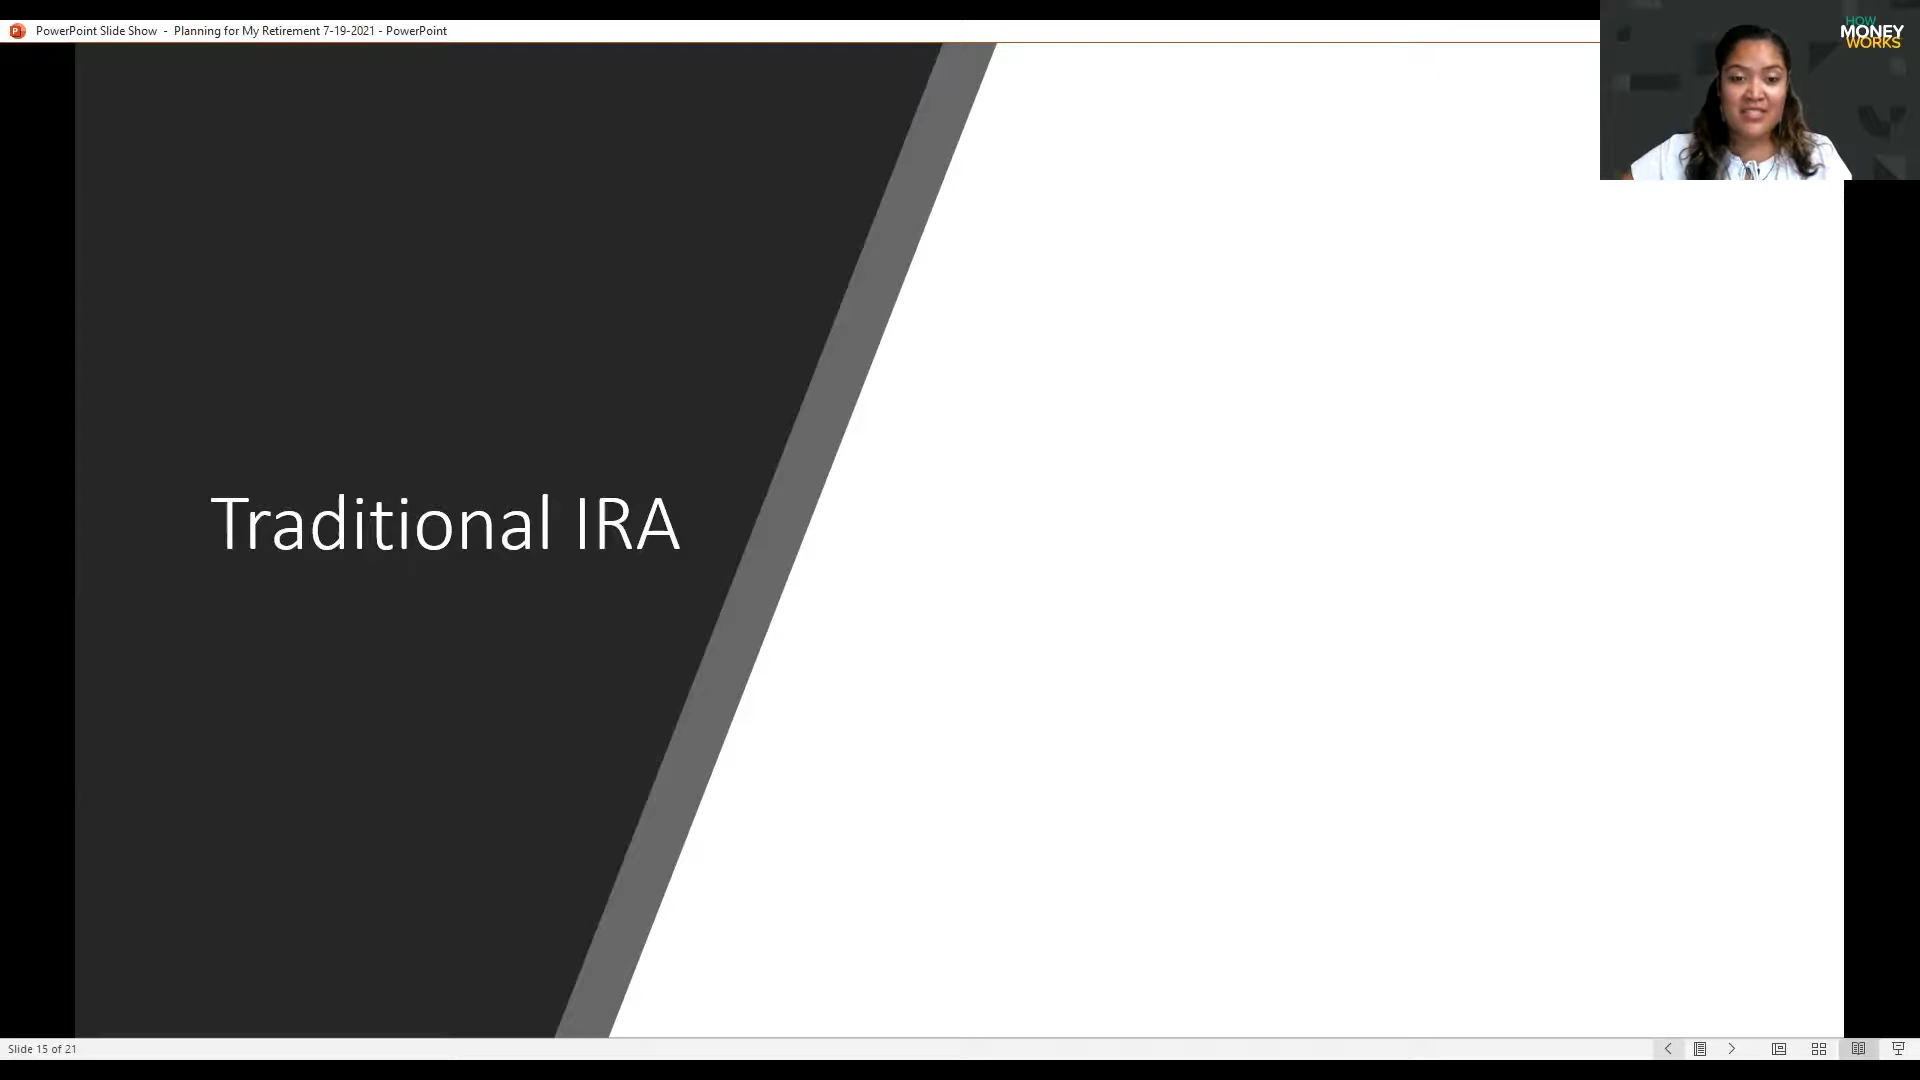 PowerPoint Slide Show - Planning for My Retirement 7-19-2021 - PowerPoint
HOW
MONEY
WORKS
Traditional IRA
Slide 15 of 21